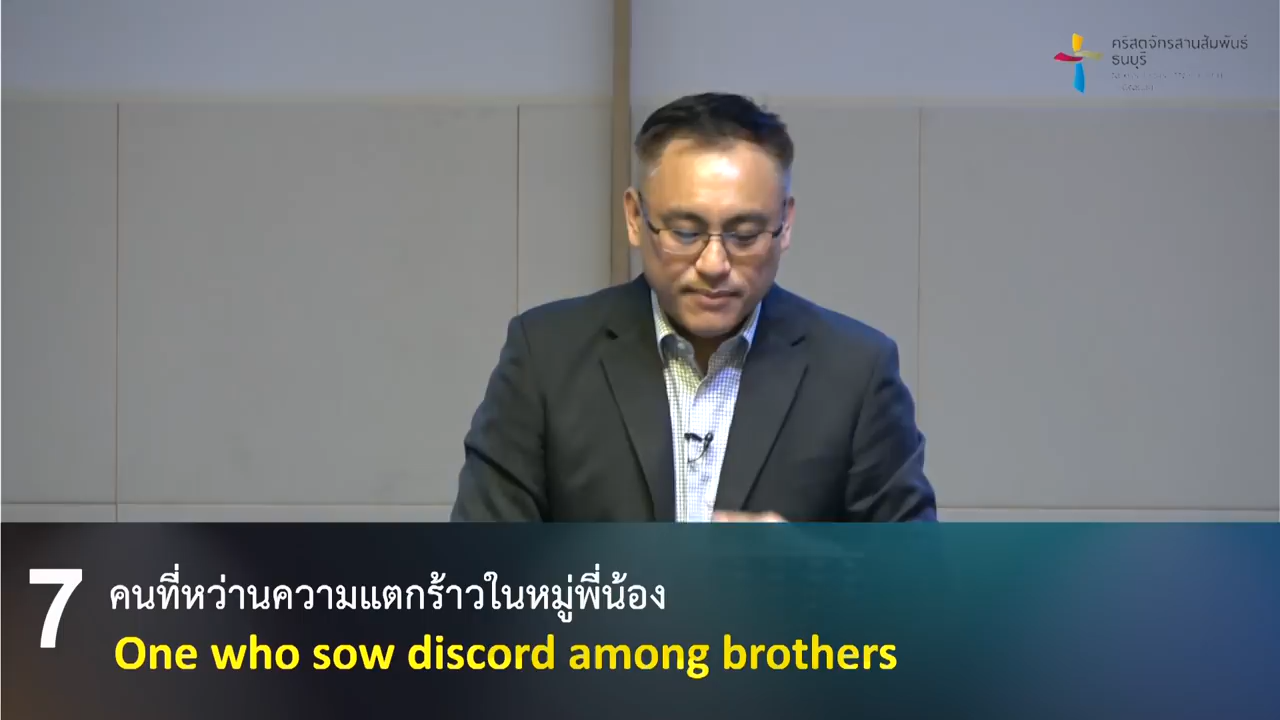 คริสตจักรสานสัมพันธ์
ธนบุรี
7
คนที่หว่านความแตกร้าวในหมู่พี่น้อง
One who sow discord among brothers